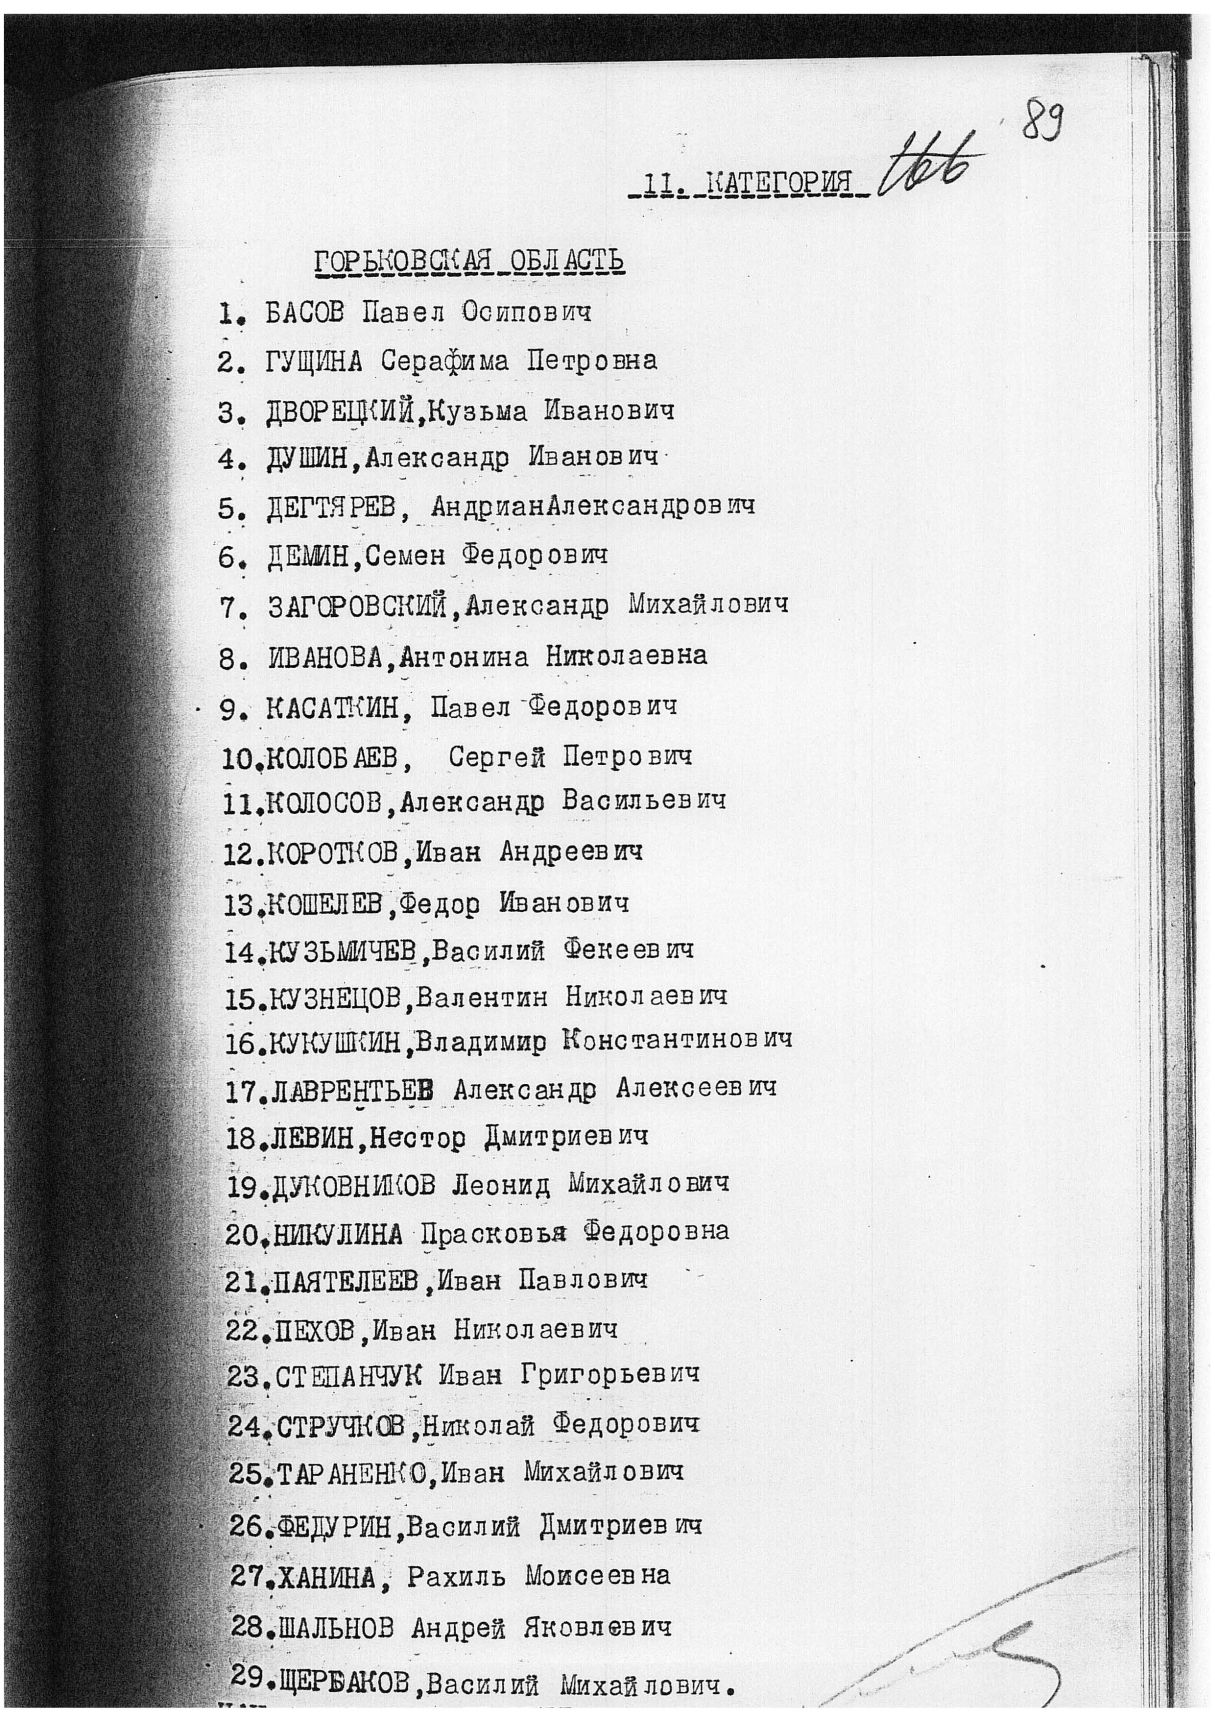 89
_11._КАТЕГОРИЯ_ 166
ГОРЬКОВСКАЯ ОБЛАСТЬ
1. БАСОВ Павел Осипович
2. ГУЩИНА Серафима Петровна
3. ДВОРЕЦКИЙ,Кузьма Иванович
4. ДУШИН,Александр Иванович
5. ДЕГТЯРЕВ, АндрианАлександрович
6. ДЕМИН,Семен Федорович
7. ЗАГОРОВСКИЙ,Александр Михайлович
8. ИВАНОВА,Антонина Николаевна
9. КАСАТКИН, Павел Федорович
10.КОЛОБАЕВ, Сергей Петрович
11.КОЛОСОВ,Александр Васильевич
12.КОРОТКОВ,Иван Андреевич
13.КОШЕЛЕВ,Федор Иванович
14.КУЗЬМИЧЕВ,Василий Фекеевич
15.КУЗНЕЦОВ,Валентин Николаевич
16.КУКУШКИН,Владимир Константинович
17.ЛАВРЕНТЬЕВ Александр Алексеевич
18.ЛЕВИН,Нестор Дмитриевич
19.ДУКОВНИКОВ Леонид Михайлович
20.НИКУЛИНА Прасковья Федоровна
21.ПАЯТЕЛЕЕВ,Иван Павлович
22.ПЕХОВ,Иван Николаевич
23.СТЕПАНЧУК Иван Григорьевич
24.СТРУЧКОВ,Николай Федорович
25.ТАРАНЕНКО,Иван Михайлович
26.ФЕДУРИН,Василий Дмитриевич
27.ХАНИНА, Рахиль Моисеевна
28.ШАЛЬНОВ Андрей Яковлевич
29.ЩЕРБАКОВ,Василий Михайлович.